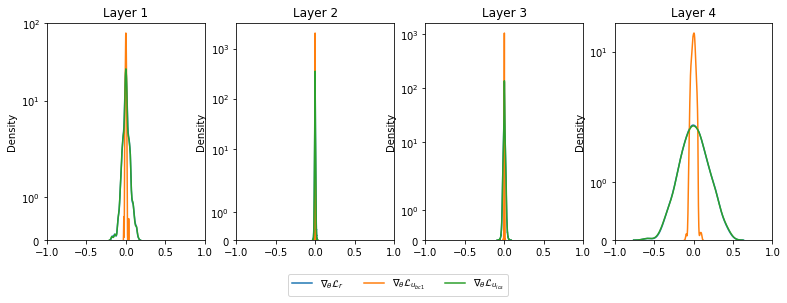 Layer 1 Layer 2 Layer 3 Layer 4
Density Density Density Density
10² 10¹ 10⁰ 0
10³ 10² 10¹ 10⁰ 0
10³ 10² 10¹ 10⁰ 0
10¹ 10⁰ 0
−1.0 −0.5 0.0 0.5 1.0 −1.0 −0.5 0.0 0.5 1.0 −1.0 −0.5 0.0 0.5 1.0 −1.0 −0.5 0.0 0.5 1.0
∇θℒr ∇θℒu_bc1 ∇θℒu_ics